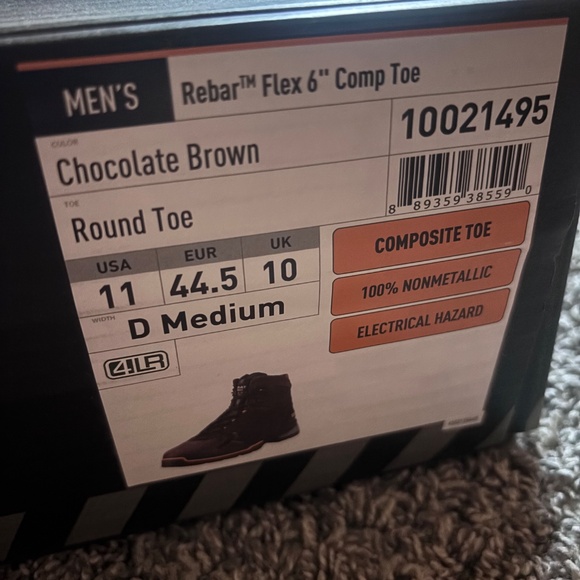 MEN'S
Rebar™ Flex 6" Comp Toe
COLOR
Chocolate Brown
10021495
8 89359 38559 0
TOE
Round Toe
USA EUR UK
11 44.5 10
WIDTH
D Medium
COMPOSITE TOE
100% NONMETALLIC
ELECTRICAL HAZARD
4LR